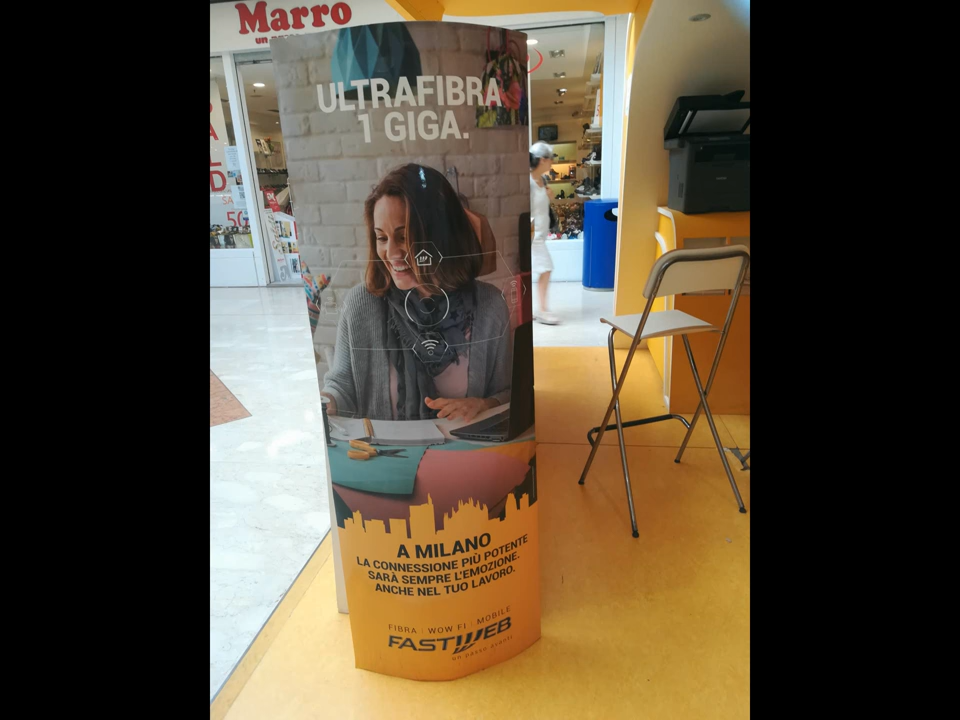 Marro
ULTRAFIBRA
1 GIGA.
A MILANO
LA CONNESSIONE PIÙ POTENTE
SARÀ SEMPRE L'EMOZIONE.
ANCHE NEL TUO LAVORO.
FIBRA | WOW FI | MOBILE
FASTWEB
un passo avanti